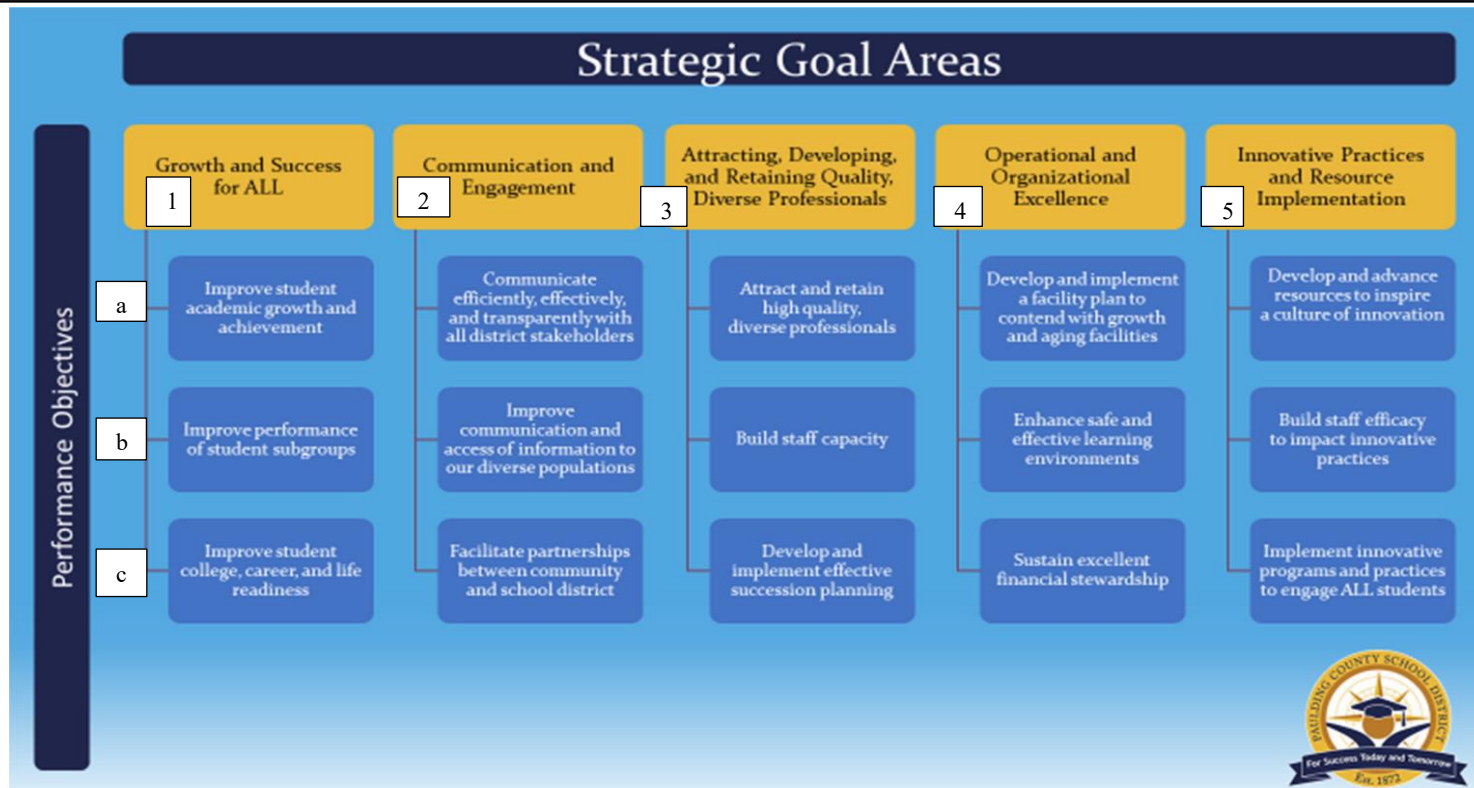 Strategic Goal Areas
Performance Objectives
Growth and Success
for ALL
1
Communication and
Engagement
2
Attracting, Developing,
and Retaining Quality,
Diverse Professionals
3
Operational and
Organizational
Excellence
4
Innovative Practices
and Resource
Implementation
5
a
Improve student
academic growth and
achievement
Communicate
efficiently, effectively,
and transparently with
all district stakeholders
Attract and retain
high quality,
diverse professionals
Develop and implement
a facility plan to
contend with growth
and aging facilities
Develop and advance
resources to inspire
a culture of innovation
b
Improve performance
of student subgroups
Improve
communication and
access of information to
our diverse populations
Build staff capacity
Enhance safe and
effective learning
environments
Build staff efficacy
to impact innovative
practices
c
Improve student
college, career, and life
readiness
Facilitate partnerships
between community
and school district
Develop and
implement effective
succession planning
Sustain excellent
financial stewardship
Implement innovative
programs and practices
to engage ALL students
PAULDING COUNTY SCHOOL DISTRICT
For Success Today and Tomorrow
Est. 1872